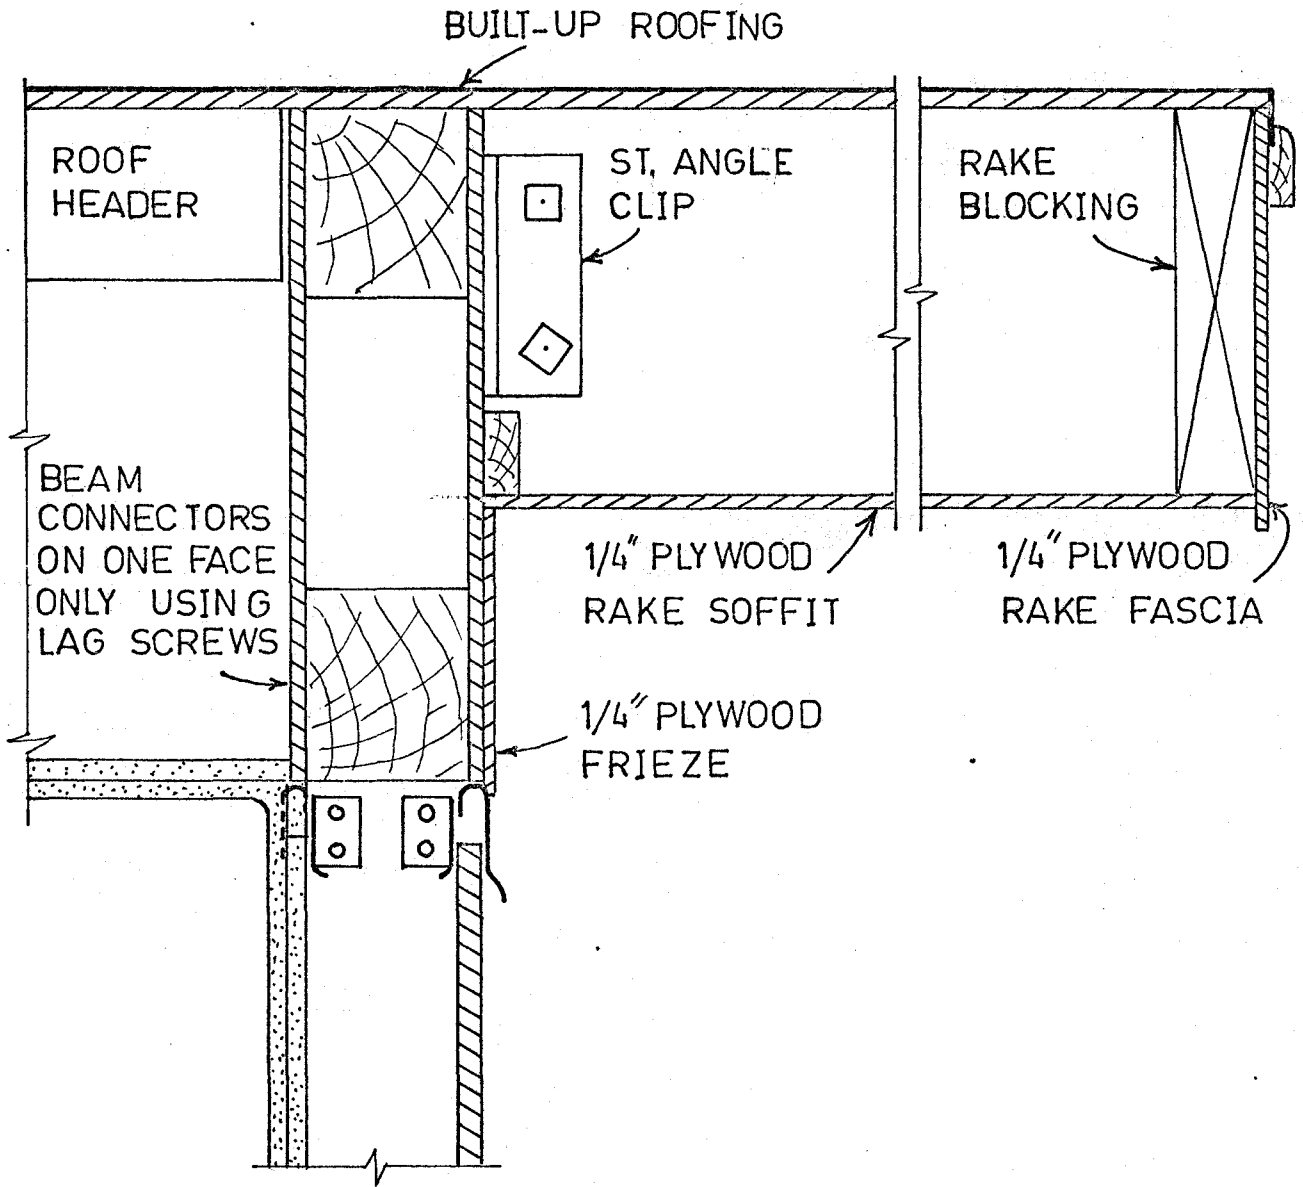 BUILT-UP ROOFING
ROOF
HEADER
ST. ANGLE
CLIP
RAKE
BLOCKING
BEAM
CONNECTORS
ON ONE FACE
ONLY USING
LAG SCREWS
1/4" PLYWOOD
RAKE SOFFIT
1/4" PLYWOOD
RAKE FASCIA
1/4" PLYWOOD
FRIEZE